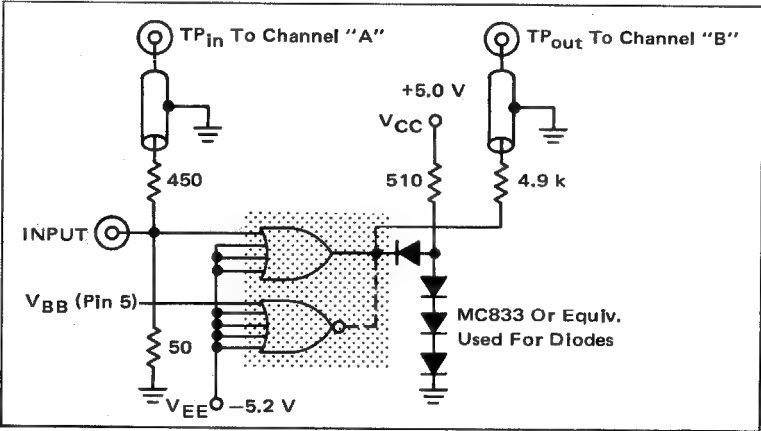 TPin To Channel "A"
TPout To Channel "B"
+5.0 V
VCC
450
510
4.9 k
INPUT
VBB (Pin 5)
MC833 Or Equiv.
Used For Diodes
50
VEE -5.2 V